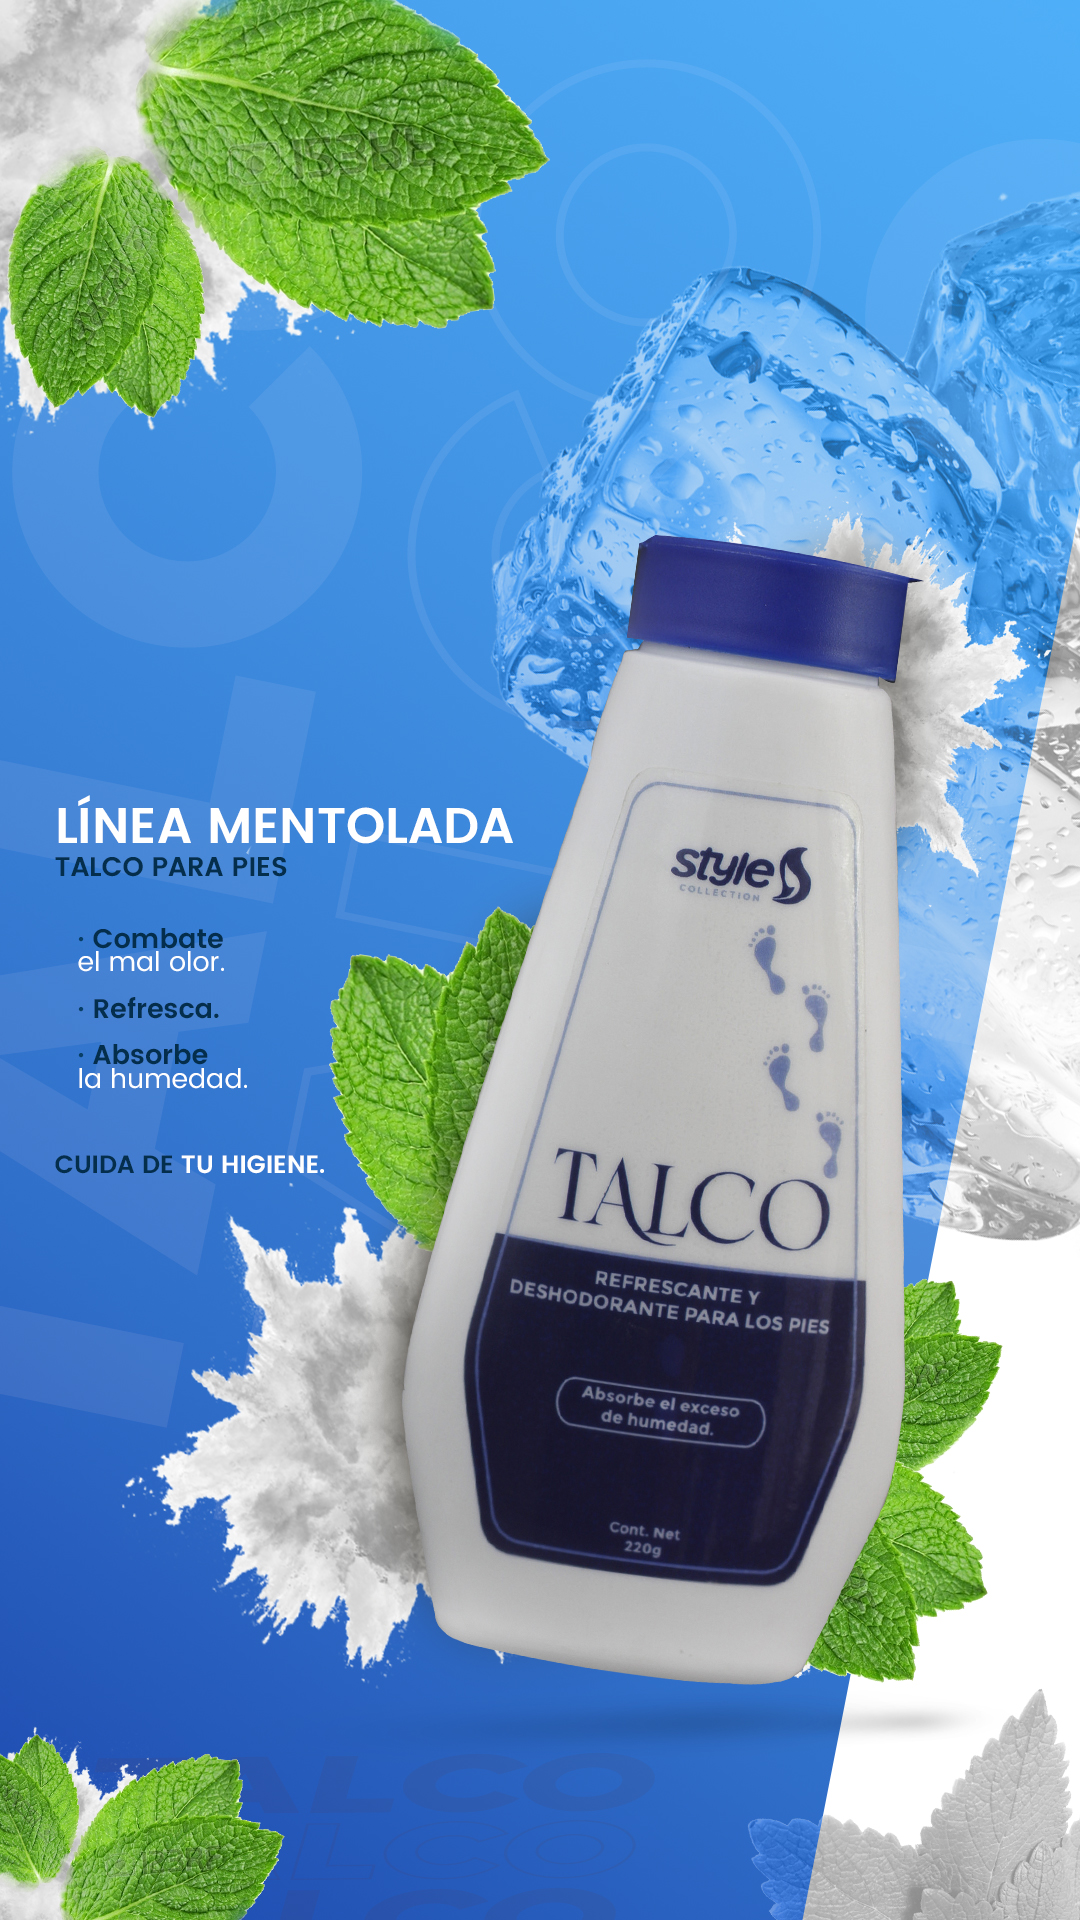 LÍNEA MENTOLADA
TALCO PARA PIES
· Combate
el mal olor.
· Refresca.
· Absorbe
la humedad.
CUIDA DE TU HIGIENE.
style
COLLECTION
TALCO
REFRESCANTE Y
DESHODORANTE PARA LOS PIES
Absorbe el exceso
de humedad.
Cont. Net
220g
TALCO